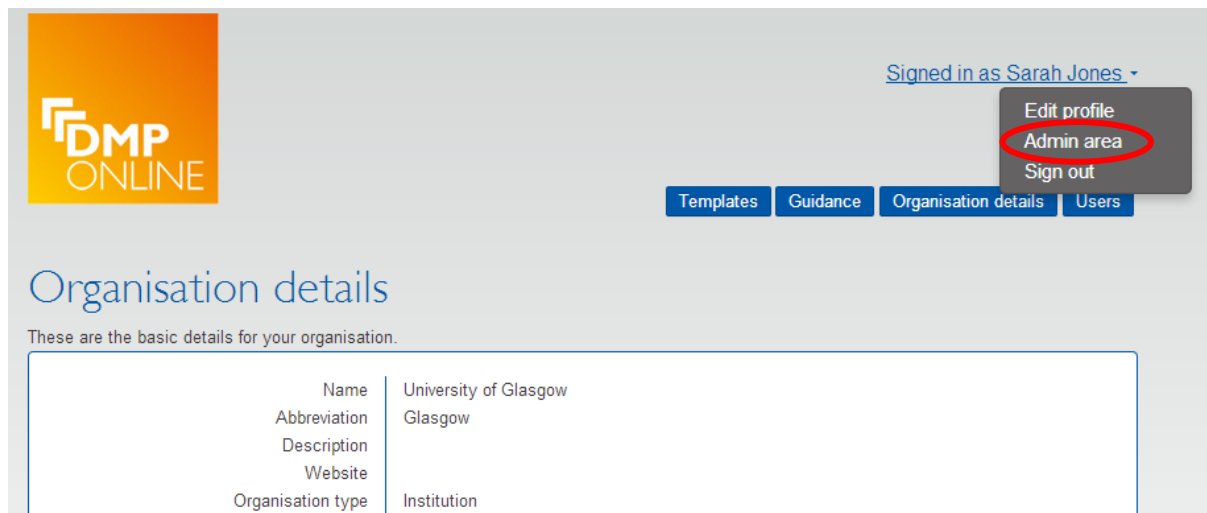 DMP
ONLINE
Signed in as Sarah Jones
Edit profile
Admin area
Sign out
Templates Guidance Organisation details Users
Organisation details
These are the basic details for your organisation.
Name University of Glasgow
Abbreviation Glasgow
Description
Website
Organisation type Institution